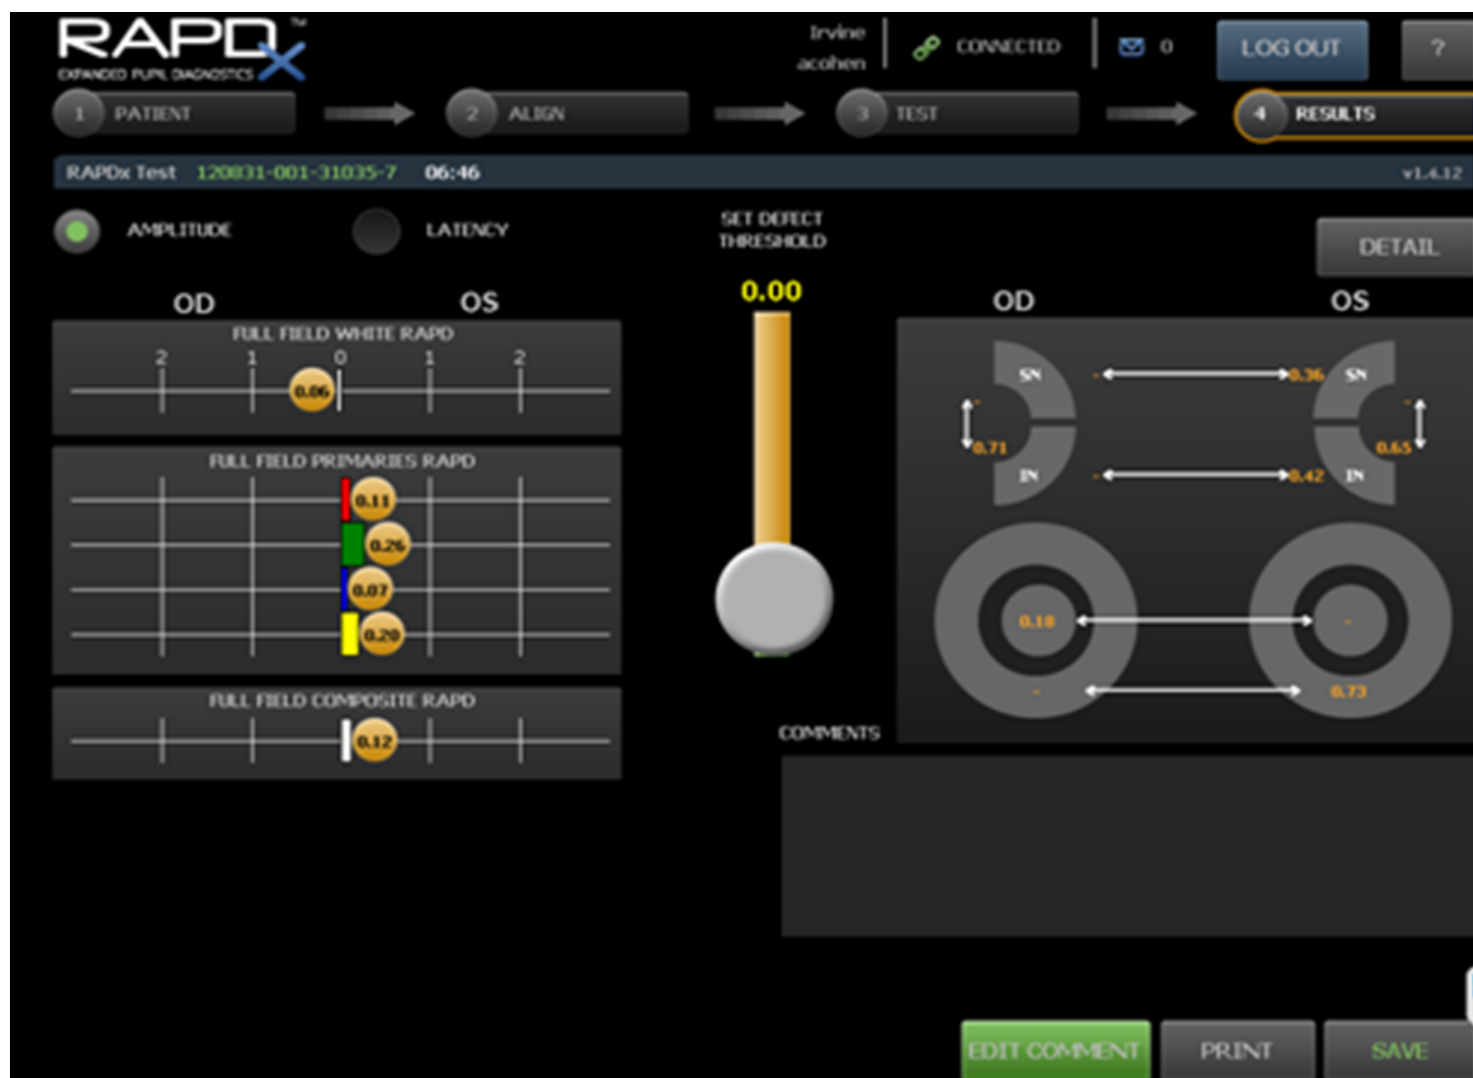 RAPDx™
EXPANDED PUPIL DIAGNOSTICS
Irvine
acohen
CONNECTED
0
LOG OUT
?
1 PATIENT
2 ALIGN
3 TEST
4 RESULTS
RAPDx Test 120831-001-31035-7 06:46
v1.4.12
AMPLITUDE
LATENCY
SET DEFECT
THRESHOLD
0.00
DETAIL
OD OS
FULL FIELD WHITE RAPD
2 1 0 1 2
0.06
FULL FIELD PRIMARIES RAPD
0.11
0.26
0.07
0.20
FULL FIELD COMPOSITE RAPD
0.12
OD OS
SN - 0.36 SN
- -
0.71 0.65
IN - 0.42 IN
0.18 -
- 0.73
COMMENTS
EDIT COMMENT
PRINT
SAVE